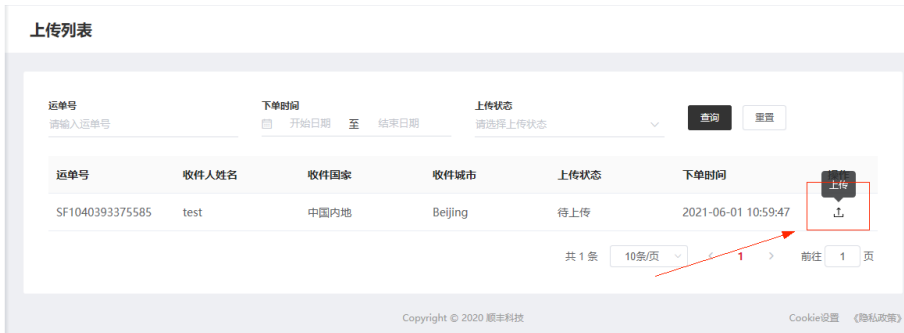 上传列表
运单号 下单时间 上传状态
请输入运单号 开始日期 至 结束日期 请选择上传状态 查询 重置
运单号 收件人姓名 收件国家 收件城市 上传状态 下单时间 操作
上传
SF1040393375585 test 中国内地 Beijing 待上传 2021-06-01 10:59:47
共 1 条 10条/页 1 前往 1 页
Copyright © 2020 顺丰科技 Cookie设置 《隐私政策》